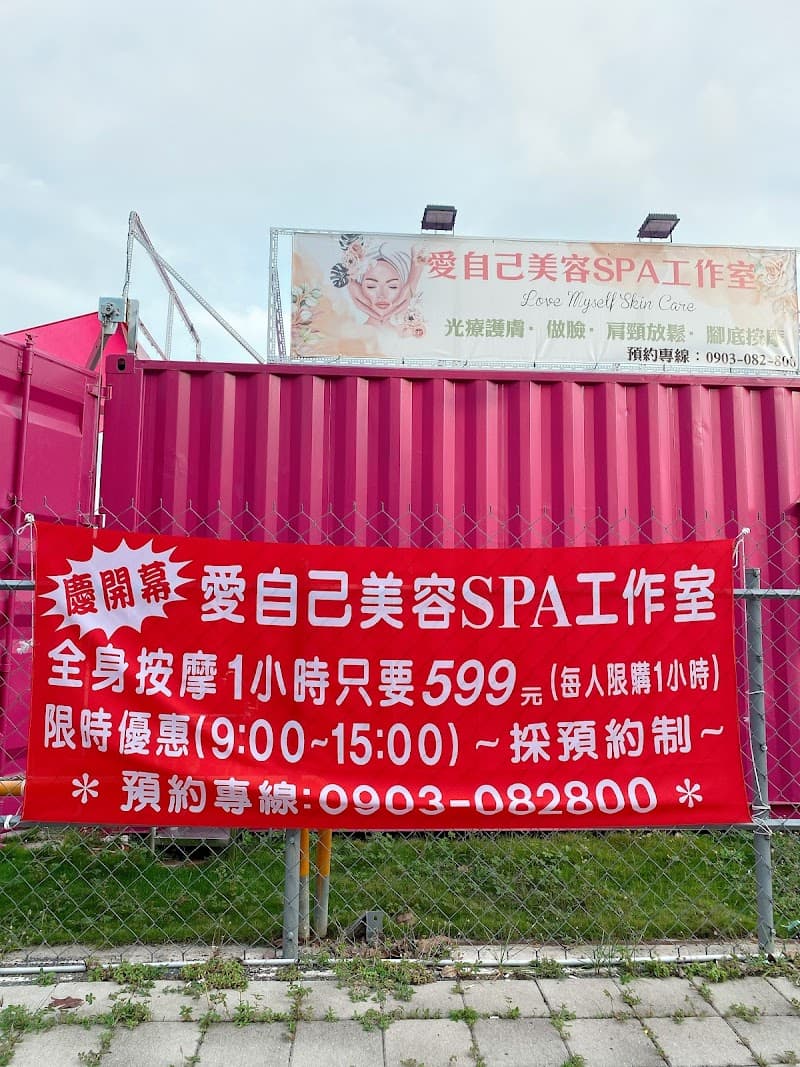 愛自己美容SPA工作室
Love Myself Skin Care
光療護膚·做臉·肩頸放鬆·腳底按摩
預約專線：0903-082-800
慶開幕 愛自己美容SPA工作室
全身按摩1小時只要599元(每人限購1小時)
限時優惠(9:00~15:00)~採預約制~
*預約專線:0903-082800*